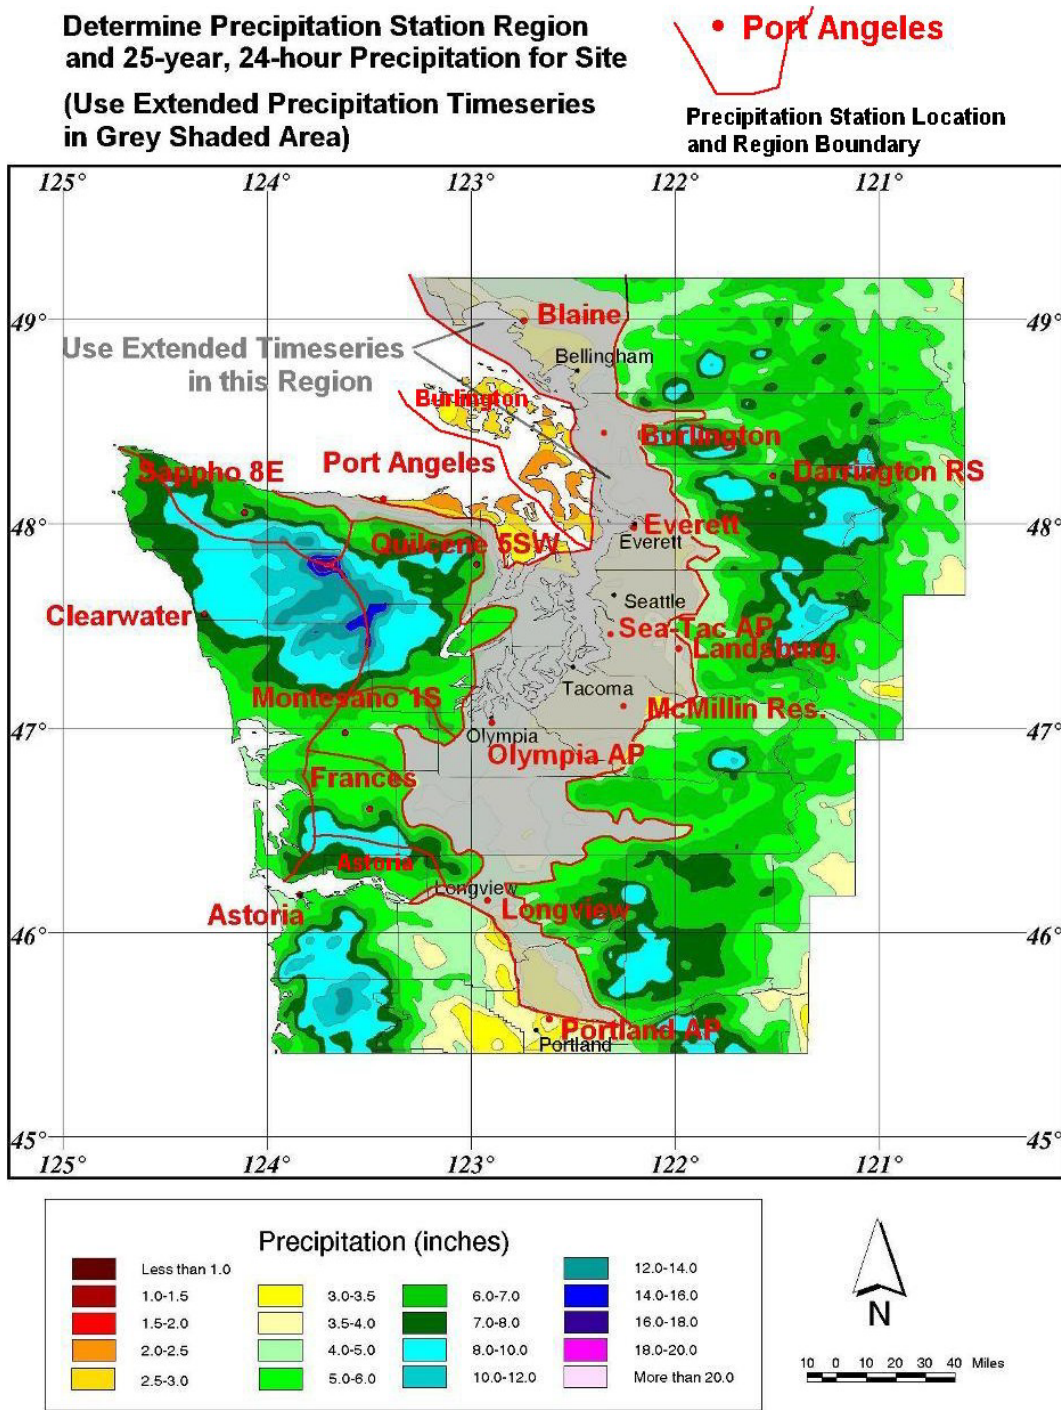 Determine Precipitation Station Region
and 25-year, 24-hour Precipitation for Site
(Use Extended Precipitation Timeseries
in Grey Shaded Area)
Port Angeles
Precipitation Station Location
and Region Boundary
125° 124° 123° 122° 121°
49° 49°
Blaine
Use Extended Timeseries
in this Region
Bellingham
Burlington
Burlington
Port Angeles
Sappho 8E
Darrington RS
48° 48°
Everett
Everett
Quilcene 5SW
Clearwater
Seattle
Sea-Tac AP
Landsburg
Tacoma
Montesano 1S
McMillin Res.
47° 47°
Olympia
Olympia AP
Frances
Astoria
Longview
Longview
Astoria
46° 46°
Portland AP
Portland
45° 45°
125° 124° 123° 122° 121°
Precipitation (inches)
Less than 1.0
1.0-1.5
1.5-2.0
2.0-2.5
2.5-3.0
3.0-3.5
3.5-4.0
4.0-5.0
5.0-6.0
6.0-7.0
7.0-8.0
8.0-10.0
10.0-12.0
12.0-14.0
14.0-16.0
16.0-18.0
18.0-20.0
More than 20.0
N
10 0 10 20 30 40 Miles